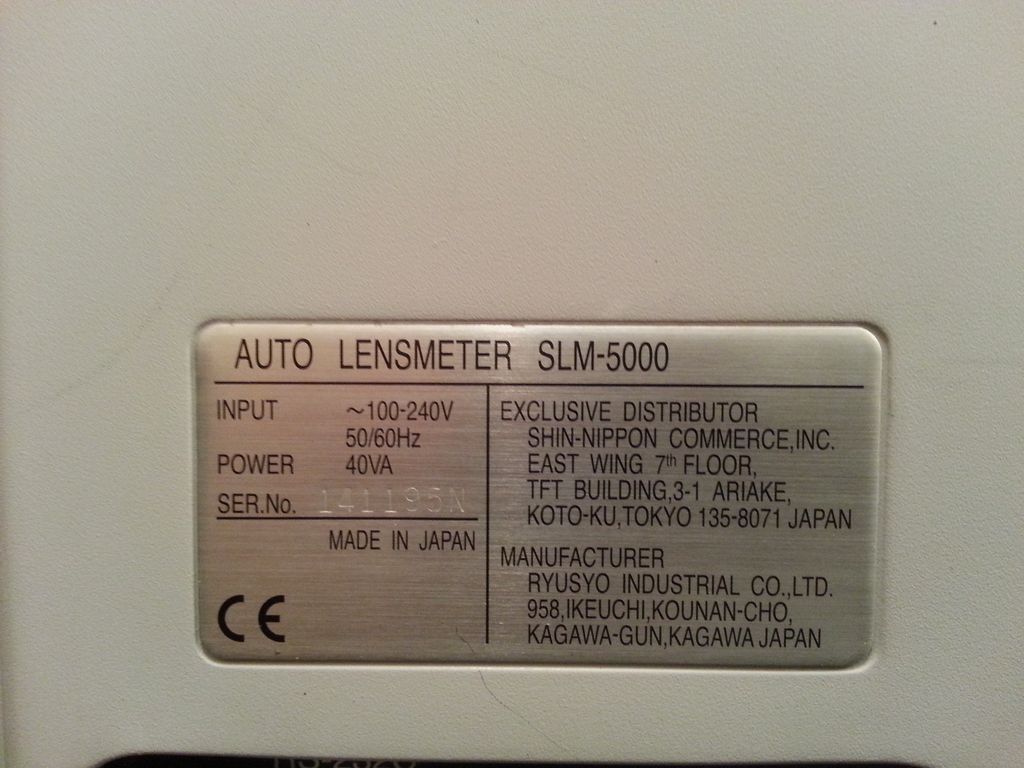 AUTO LENSMETER SLM-5000
INPUT ~100-240V
50/60Hz
POWER 40VA
SER.No. 141195N
MADE IN JAPAN
CE
EXCLUSIVE DISTRIBUTOR
SHIN-NIPPON COMMERCE,INC.
EAST WING 7th FLOOR,
TFT BUILDING,3-1 ARIAKE,
KOTO-KU,TOKYO 135-8071 JAPAN
MANUFACTURER
RYUSYO INDUSTRIAL CO.,LTD.
958,IKEUCHI,KOUNAN-CHO,
KAGAWA-GUN,KAGAWA JAPAN